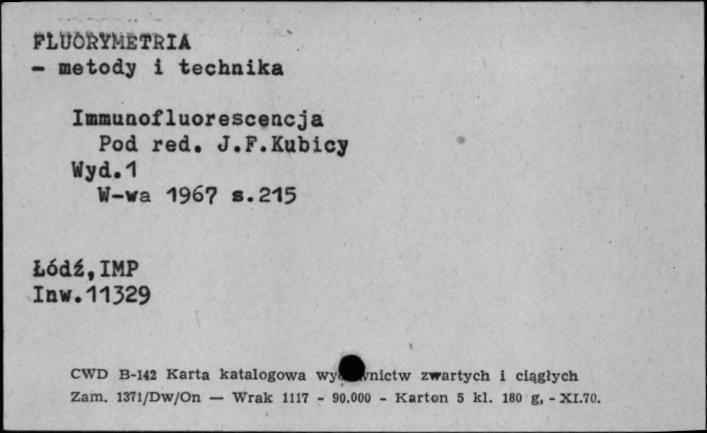 FLUORYMETRIA
- metody i technika
Immunofluorescencja
Pod red. J.F.Kubicy
Wyd.1
W-wa 1967 s.215
Łódź,IMP
Inw.11329
CWD B-142 Karta katalogowa zwartych i ciągłych
Zam. 1371/Dw/On — Wrak 1117 - 90.000 - Karton 5 kl. 180 g, - XI.70.